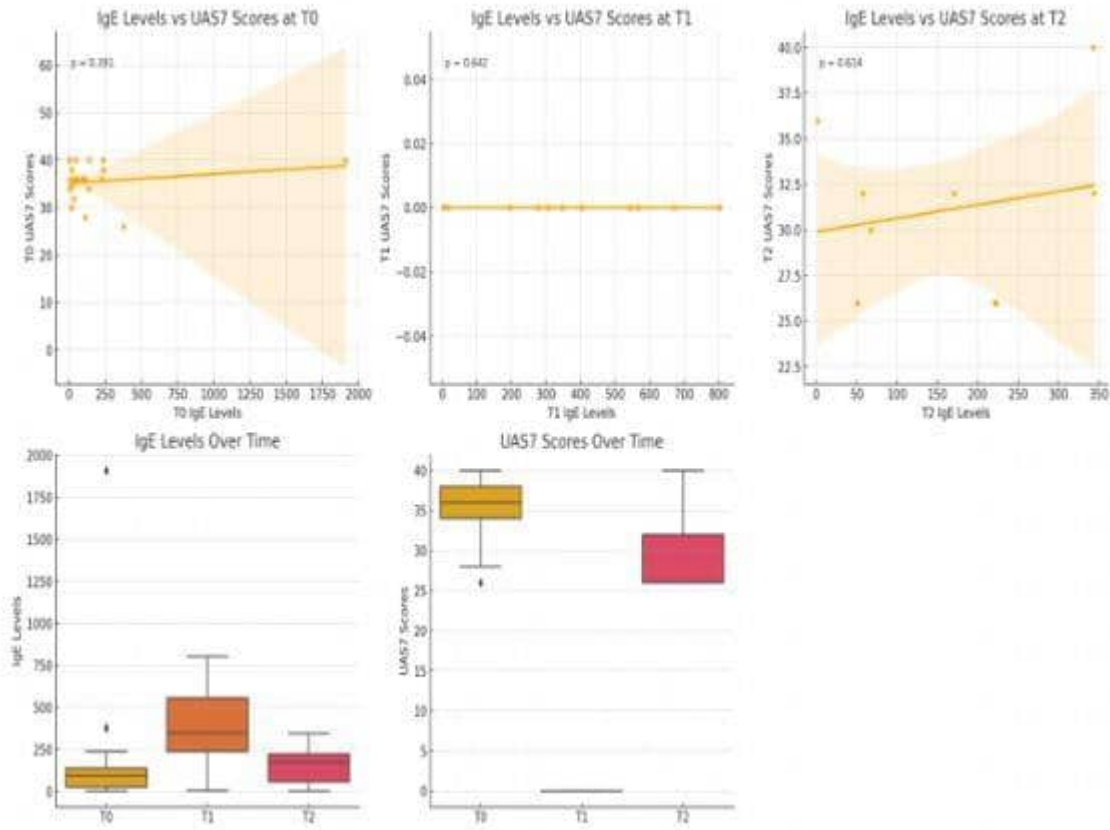 IgE Levels vs UAS7 Scores at T0
IgE Levels vs UAS7 Scores at T1
IgE Levels vs UAS7 Scores at T2
p = 0.391
p = 0.642
p = 0.614
T0 UAS7 Scores
60
50
40
30
20
10
0
0 250 500 750 1000 1250 1500 1750 2000
T0 IgE Levels
T1 UAS7 Scores
0.04
0.02
0.00
−0.02
−0.04
0 100 200 300 400 500 600 700 800
T1 IgE Levels
T2 UAS7 Scores
40.0
37.5
35.0
32.5
30.0
27.5
25.0
22.5
0 50 100 150 200 250 300 350
T2 IgE Levels
IgE Levels Over Time
IgE Levels
2000
1750
1500
1250
1000
750
500
250
0
T0 T1 T2
UAS7 Scores Over Time
UAS7 Scores
40
35
30
25
20
15
10
5
0
T0 T1 T2